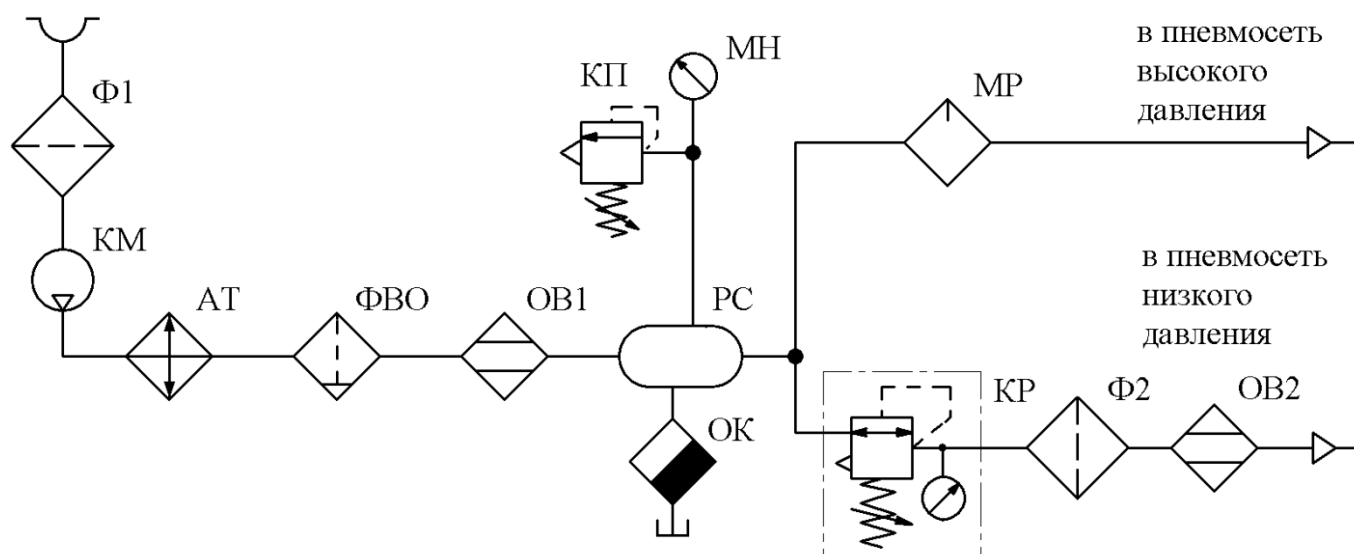 в пневмосеть
высокого
давления
МН
КП
МР
Ф1
КМ
в пневмосеть
низкого
давления
АТ
ФВО
ОВ1
РС
КР
Ф2
ОВ2
ОК